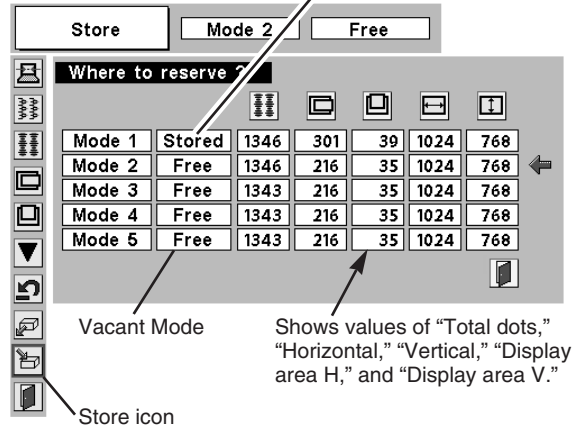 Store Mode 2 Free
Where to reserve ?
Mode 1 Stored 1346 301 39 1024 768
Mode 2 Free 1346 216 35 1024 768
Mode 3 Free 1343 216 35 1024 768
Mode 4 Free 1343 216 35 1024 768
Mode 5 Free 1343 216 35 1024 768
Vacant Mode
Shows values of “Total dots,”
“Horizontal,” “Vertical,” “Display
area H,” and “Display area V.”
Store icon